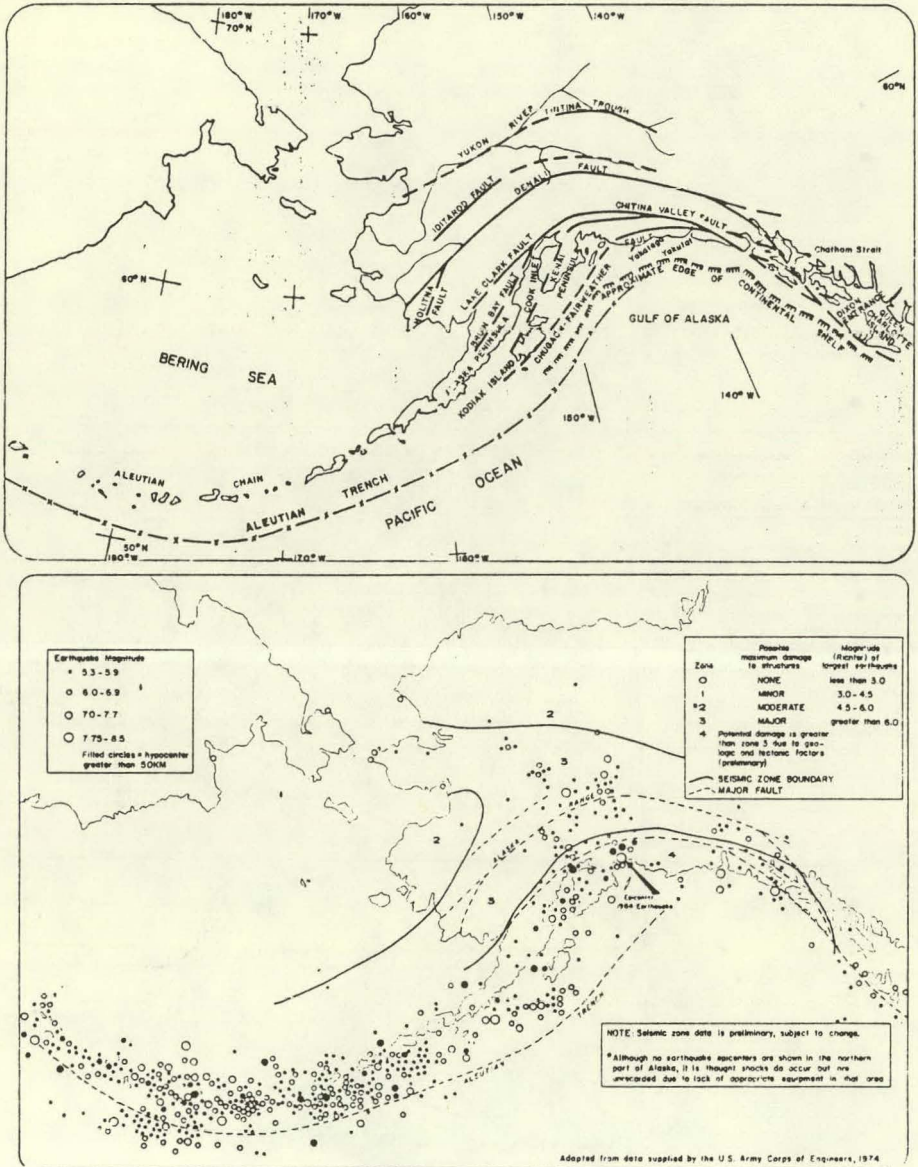 180°W
70°N
170°W
160°W
150°W
140°W
60°N
YUKON RIVER TINTINA TROUGH
IDITAROD FAULT
DENALI FAULT
CHITINA VALLEY FAULT
Chatham Strait
60°N
HOLITNA FAULT
LAKE CLARK FAULT
BRUIN BAY FAULT
ALASKA PENINSULA
COOK INLET
KENAI PENINSULA
KODIAK ISLAND
CHUGACH-FAIRWEATHER FAULT
Yakataga
Yakutat
APPROXIMATE EDGE OF CONTINENTAL SHELF
DIXON ENTRANCE
QUEEN CHARLOTTE ISLAND
GULF OF ALASKA
BERING SEA
140°W
150°W
ALEUTIAN CHAIN
ALEUTIAN TRENCH
PACIFIC OCEAN
50°N
180°W
170°W
160°W
Earthquake Magnitude
5.3-5.9
6.0-6.9
7.0-7.7
7.75-8.5
Filled circles = hypocenter
greater than 50KM
Zone
Possible
maximum damage
to structures
Magnitude
(Richter) of
largest earthquake
0 NONE less than 3.0
1 MINOR 3.0-4.5
*2 MODERATE 4.5-6.0
3 MAJOR greater than 6.0
4 Potential damage is greater
than zone 3 due to geo-
logic and tectonic factors
(preliminary)
SEISMIC ZONE BOUNDARY
MAJOR FAULT
2
3
2
ALASKA RANGE
4
3
Epicenter
1964 Earthquake
ALEUTIAN TRENCH
NOTE: Seismic zone data is preliminary, subject to change.
*Although no earthquake epicenters are shown in the northern
part of Alaska, it is thought shocks do occur but are
unrecorded due to lack of appropriate equipment in that area
Adapted from data supplied by the U.S. Army Corps of Engineers, 1974